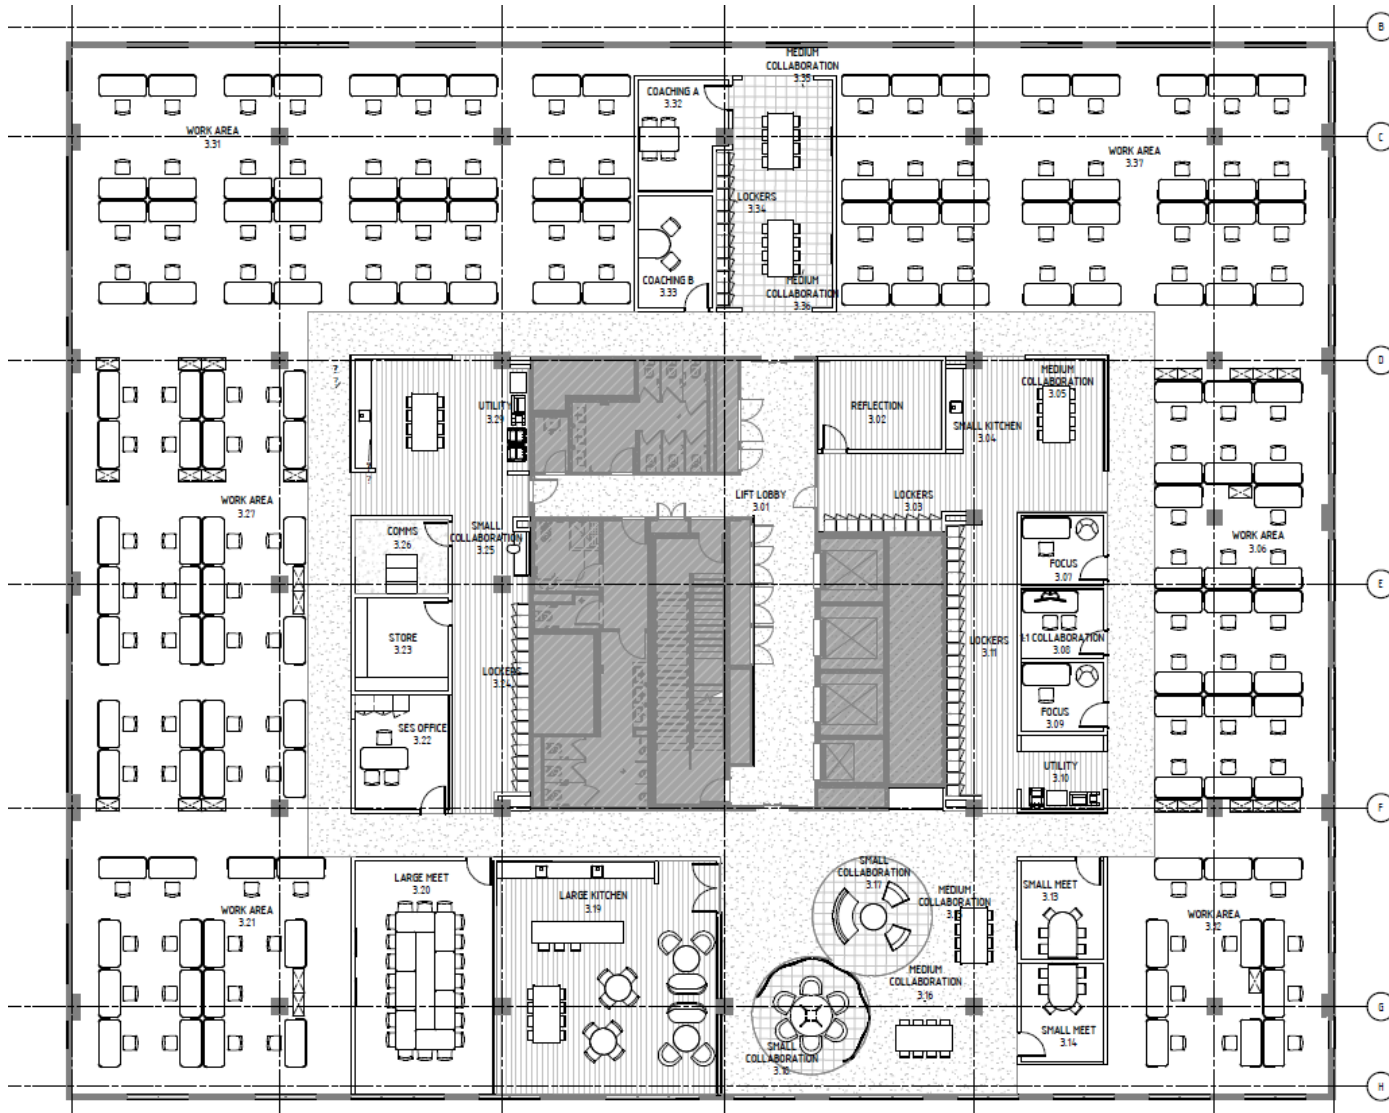 B
MEDIUM
COLLABORATION
3.35
COACHING A
3.32
WORK AREA
3.31
C
WORK AREA
3.37
LOCKERS
3.34
COACHING B
3.33
MEDIUM
COLLABORATION
3.36
D
?
?
MEDIUM
COLLABORATION
3.05
UTILITY
3.29
REFLECTION
3.02
SMALL KITCHEN
3.04
?
WORK AREA
3.27
LIFT LOBBY
3.01
LOCKERS
3.03
COMMS
3.26
SMALL
COLLABORATION
3.25
WORK AREA
3.06
FOCUS
3.07
E
STORE
3.23
LOCKERS
3.11
1:1 COLLABORATION
3.08
LOCKERS
3.24
SES OFFICE
3.22
FOCUS
3.09
UTILITY
3.10
F
LARGE MEET
3.20
LARGE KITCHEN
3.19
SMALL
COLLABORATION
3.17
MEDIUM
COLLABORATION
SMALL MEET
3.13
WORK AREA
3.21
WORK AREA
MEDIUM
COLLABORATION
3.16
G
SMALL MEET
3.14
SMALL
COLLABORATION
3.18
H